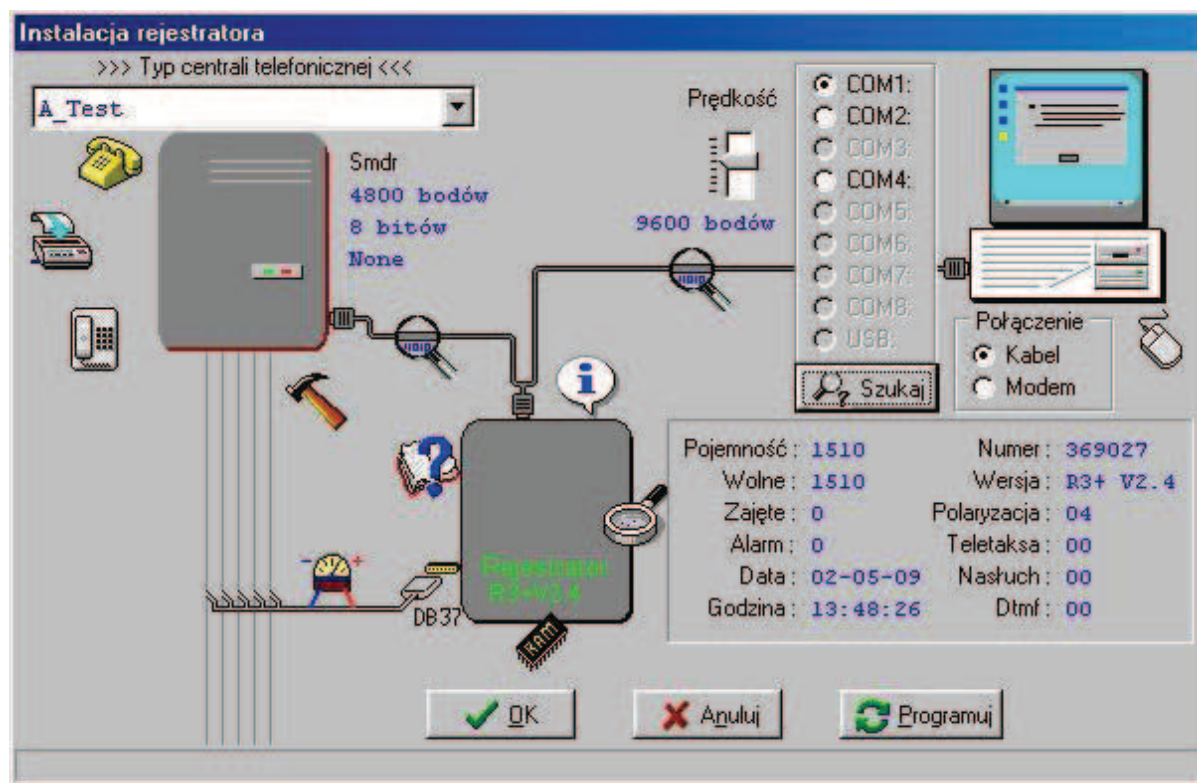 Instalacja rejestratora
>>> Typ centrali telefonicznej <<<
A_Test
Smdr
4800 bodów
8 bitów
None
Prędkość
9600 bodów
COM1:
COM2:
COM3:
COM4:
COM5:
COM6:
COM7:
COM8:
USB:
Szukaj
Połączenie
Kabel
Modem
Rejestrator
R3+V2.4
DB37
RAM
Pojemność : 1510 Numer : 369027
Wolne : 1510 Wersja : R3+ V2.4
Zajęte : 0 Polaryzacja : 04
Alarm : 0 Teletaksa : 00
Data : 02-05-09 Nasłuch : 00
Godzina : 13:48:26 Dtmf : 00
OK
Anuluj
Programuj